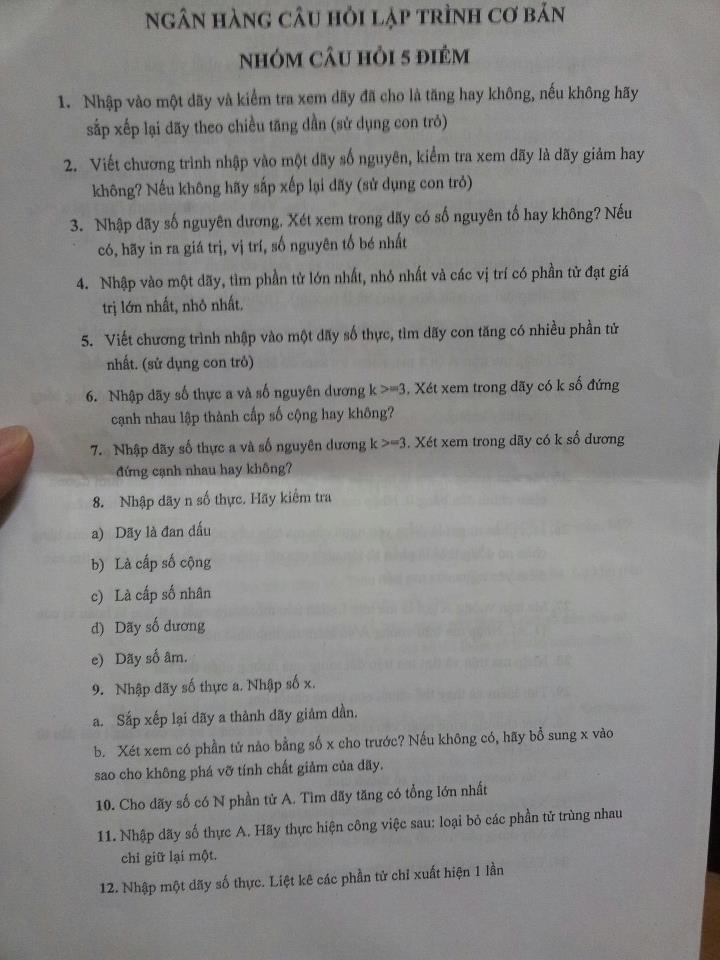 NGÂN HÀNG CÂU HỎI LẬP TRÌNH CƠ BẢN
NHÓM CÂU HỎI 5 ĐIỂM
1. Nhập vào một dãy và kiểm tra xem dãy đã cho là tăng hay không, nếu không hãy
sắp xếp lại dãy theo chiều tăng dần (sử dụng con trỏ)
2. Viết chương trình nhập vào một dãy số nguyên, kiểm tra xem dãy là dãy giảm hay
không? Nếu không hãy sắp xếp lại dãy (sử dụng con trỏ)
3. Nhập dãy số nguyên dương. Xét xem trong dãy có số nguyên tố hay không? Nếu
có, hãy in ra giá trị, vị trí, số nguyên tố bé nhất
4. Nhập vào một dãy, tìm phần tử lớn nhất, nhỏ nhất và các vị trí có phần tử đạt giá
trị lớn nhất, nhỏ nhất.
5. Viết chương trình nhập vào một dãy số thực, tìm dãy con tăng có nhiều phần tử
nhất. (sử dụng con trỏ)
6. Nhập dãy số thực a và số nguyên dương k >=3. Xét xem trong dãy có k số đứng
cạnh nhau lập thành cấp số cộng hay không?
7. Nhập dãy số thực a và số nguyên dương k >=3. Xét xem trong dãy có k số dương
đứng cạnh nhau hay không?
8. Nhập dãy n số thực. Hãy kiểm tra
a) Dãy là đan dấu
b) Là cấp số cộng
c) Là cấp số nhân
d) Dãy số dương
e) Dãy số âm.
9. Nhập dãy số thực a. Nhập số x.
a. Sắp xếp lại dãy a thành dãy giảm dần.
b. Xét xem có phần tử nào bằng số x cho trước? Nếu không có, hãy bổ sung x vào
sao cho không phá vỡ tính chất giảm của dãy.
10. Cho dãy số có N phần tử A. Tìm dãy tăng có tổng lớn nhất
11. Nhập dãy số thực A. Hãy thực hiện công việc sau: loại bỏ các phần tử trùng nhau
chỉ giữ lại một.
12. Nhập một dãy số thực. Liệt kê các phần tử chỉ xuất hiện 1 lần